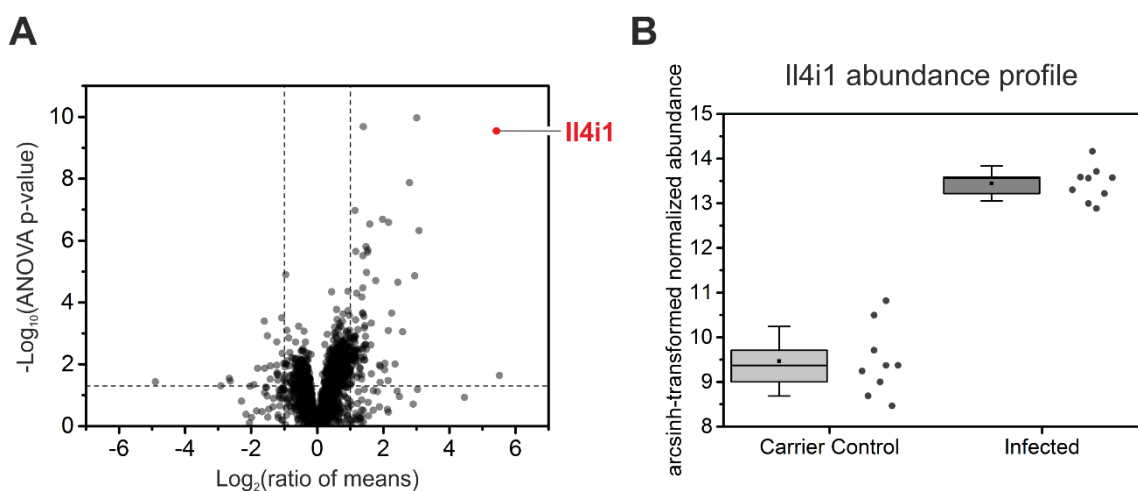 A
-Log₁₀(ANOVA p-value)
10
8
6
4
2
0
-6
-4
-2
0
2
4
6
Log₂(ratio of means)
Il4i1
B
Il4i1 abundance profile
arcsinh-transformed normalized abundance
15
14
13
12
11
10
9
8
Carrier Control
Infected